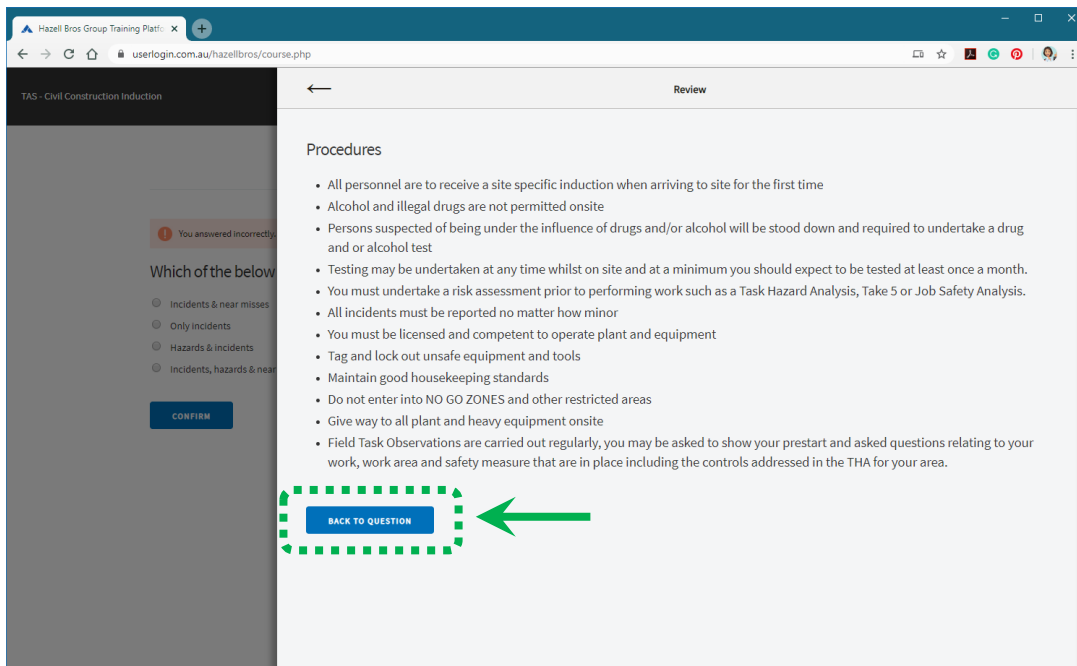 Hazell Bros Group Training Platfo
userlogin.com.au/hazellbros/course.php
TAS - Civil Construction Induction
Review
Procedures
• All personnel are to receive a site specific induction when arriving to site for the first time
• Alcohol and illegal drugs are not permitted onsite
• Persons suspected of being under the influence of drugs and/or alcohol will be stood down and required to undertake a drug
and or alcohol test
• Testing may be undertaken at any time whilst on site and at a minimum you should expect to be tested at least once a month.
• You must undertake a risk assessment prior to performing work such as a Task Hazard Analysis, Take 5 or Job Safety Analysis.
• All incidents must be reported no matter how minor
• You must be licensed and competent to operate plant and equipment
• Tag and lock out unsafe equipment and tools
• Maintain good housekeeping standards
• Do not enter into NO GO ZONES and other restricted areas
• Give way to all plant and heavy equipment onsite
• Field Task Observations are carried out regularly, you may be asked to show your prestart and asked questions relating to your
work, work area and safety measure that are in place including the controls addressed in the THA for your area.
BACK TO QUESTION
You answered incorrectly.
Which of the below
Incidents & near misses
Only incidents
Hazards & incidents
Incidents, hazards & near
CONFIRM